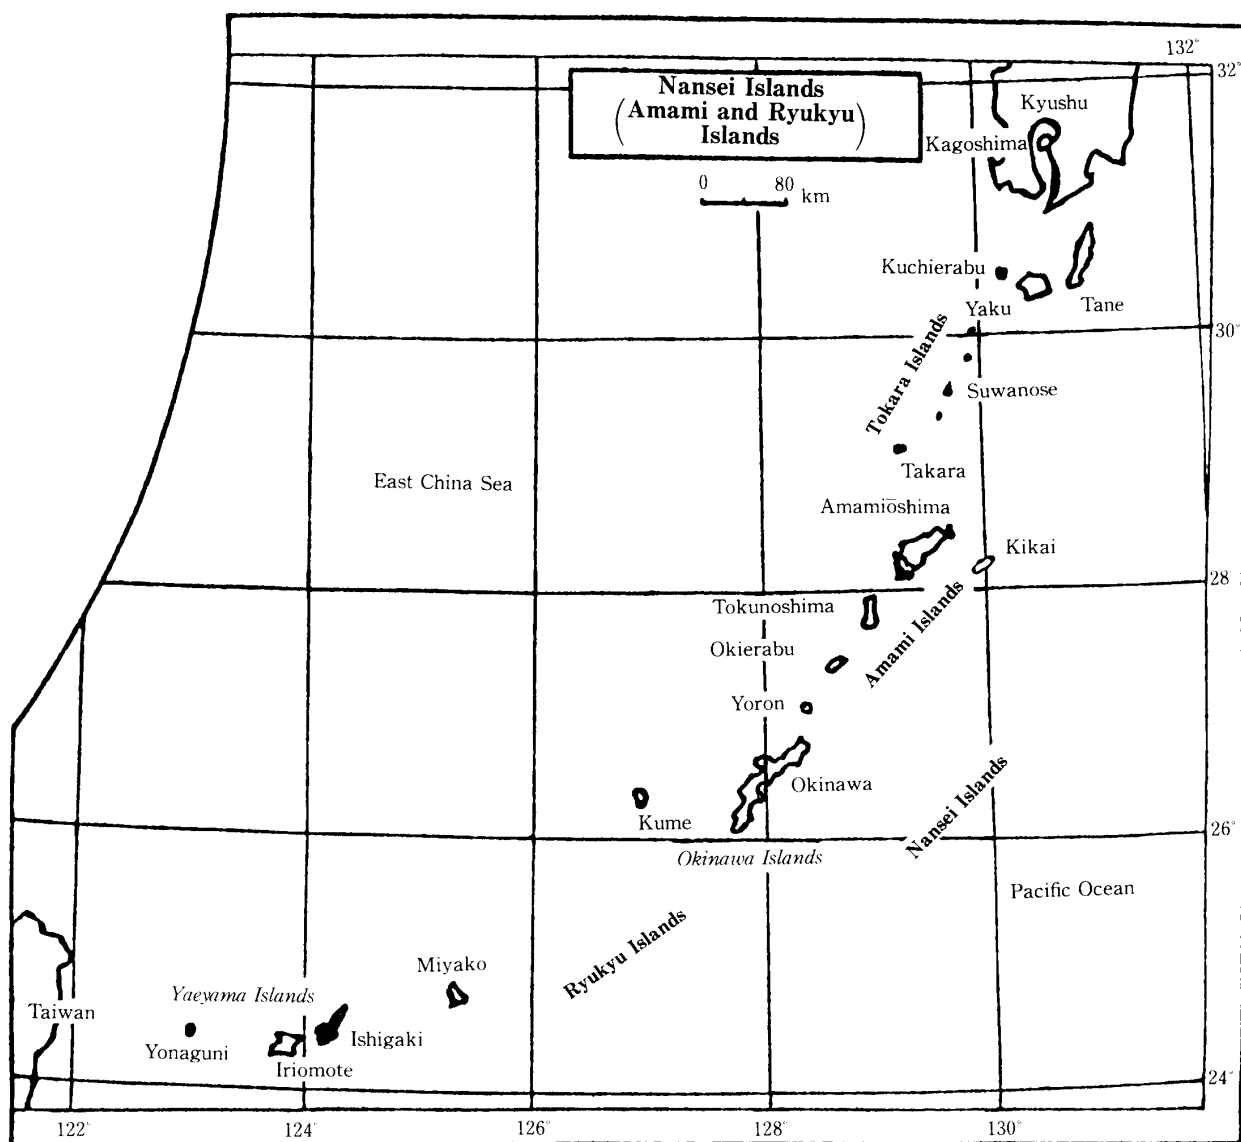 132°
32°
Nansei Islands
(Amami and Ryukyu)
Islands
Kyushu
Kagoshima
0 80 km
Kuchierabu
Yaku
Tane
30°
Tokara Islands
Suwanose
Takara
East China Sea
Amamiōshima
Kikai
28
Tokunoshima
Amami Islands
Okierabu
Yoron
Okinawa
Nansei Islands
Kume
26°
Okinawa Islands
Pacific Ocean
Ryukyu Islands
Miyako
Yaeyama Islands
Taiwan
Ishigaki
Yonaguni
Iriomote
24°
122° 124° 126° 128° 130°